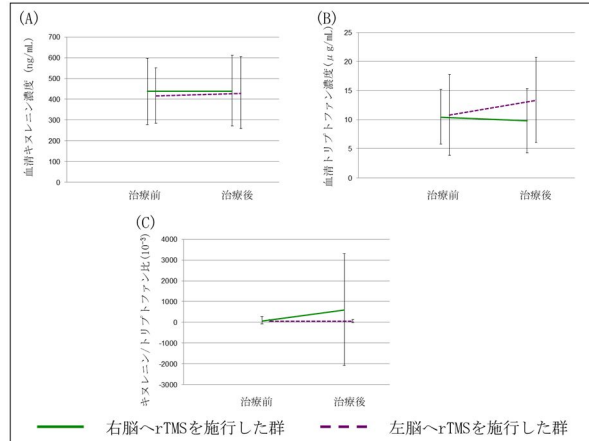 (A)
血清キヌレニン濃度 (ng/mL)
700
600
500
400
300
200
100
0
治療前
治療後
(B)
血清トリプトファン濃度(μg/mL)
25
20
15
10
5
0
治療前
治療後
(C)
キヌレニン/トリプトファン比(10⁻³)
4000
3000
2000
1000
0
-1000
-2000
-3000
治療前
治療後
右脳へrTMSを施行した群
左脳へrTMSを施行した群